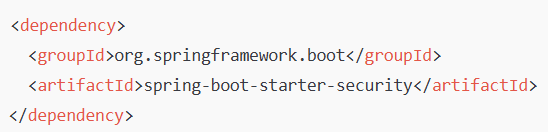 <dependency>
  <groupId>org.springframework.boot</groupId>
  <artifactId>spring-boot-starter-security</artifactId>
</dependency>